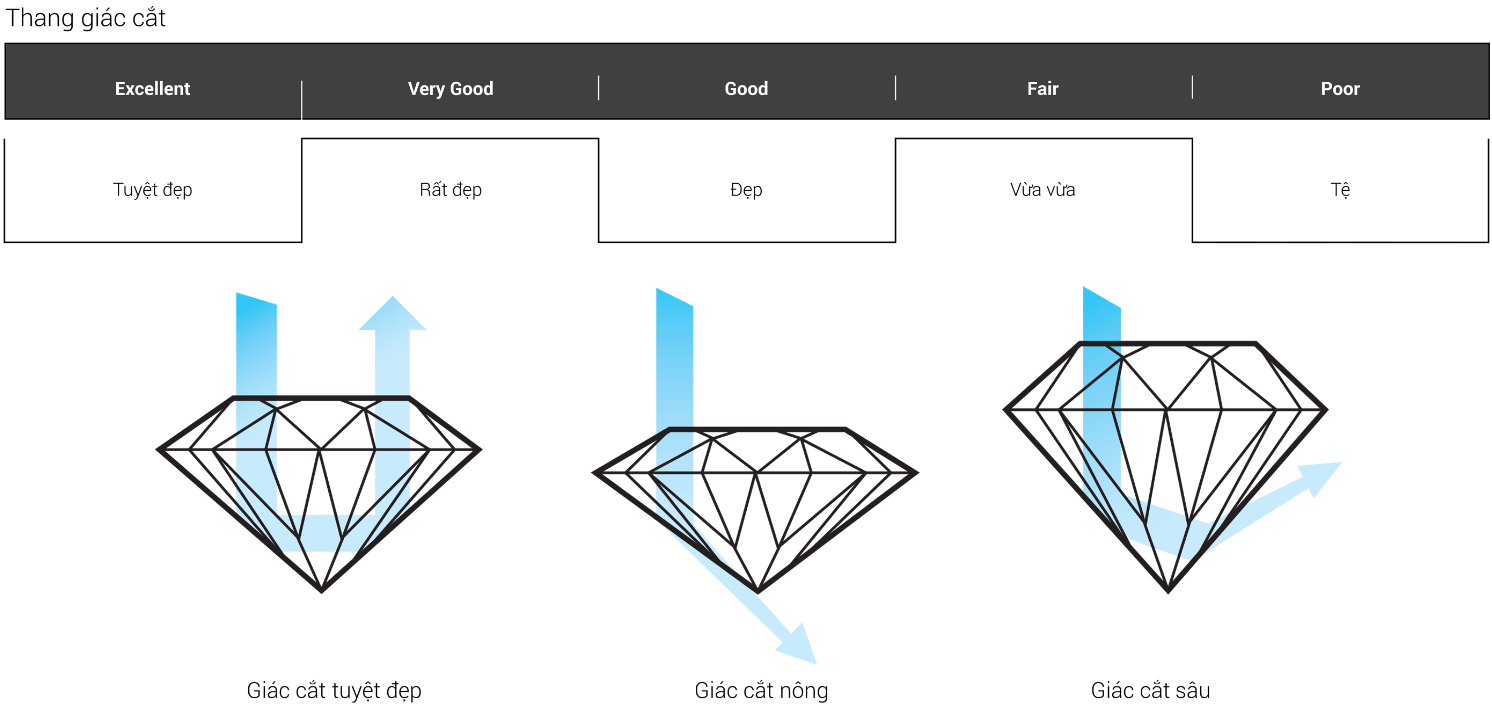 Thang giác cắt
Excellent Very Good Good Fair Poor
Tuyệt đẹp Rất đẹp Đẹp Vừa vừa Tệ
Giác cắt tuyệt đẹp Giác cắt nông Giác cắt sâu